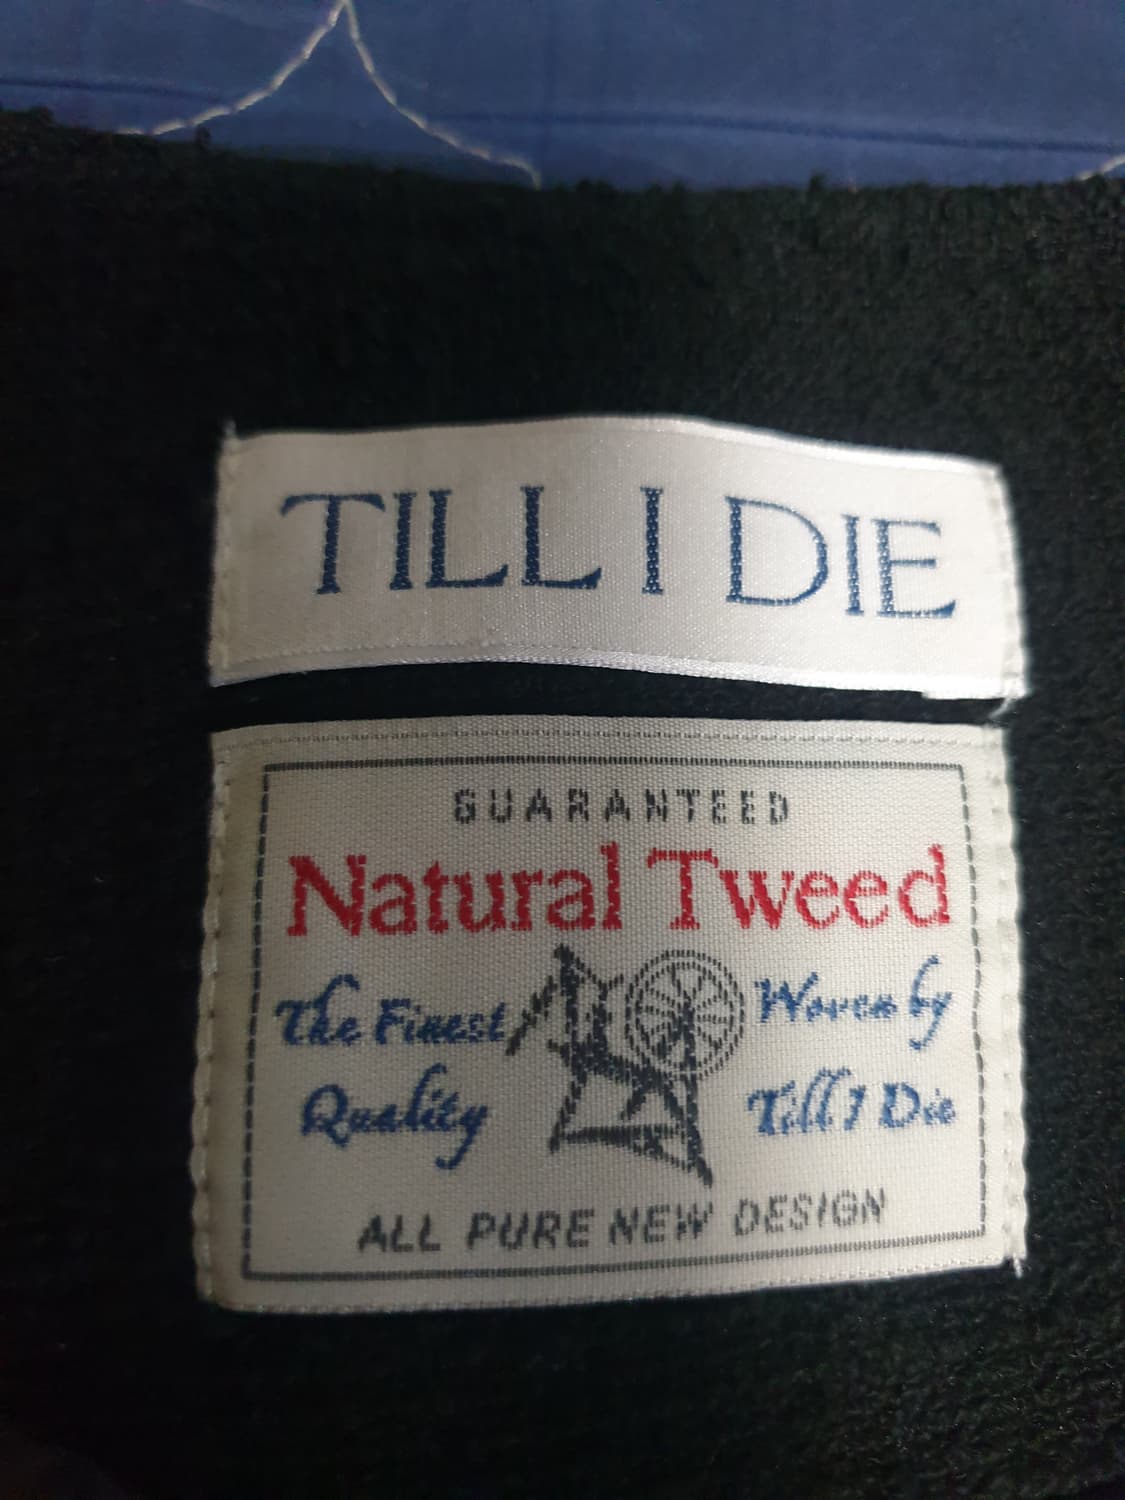 TILL I DIE
GUARANTEED
Natural Tweed
The Finest
Quality
Woven by
Till I Die
ALL PURE NEW DESIGN